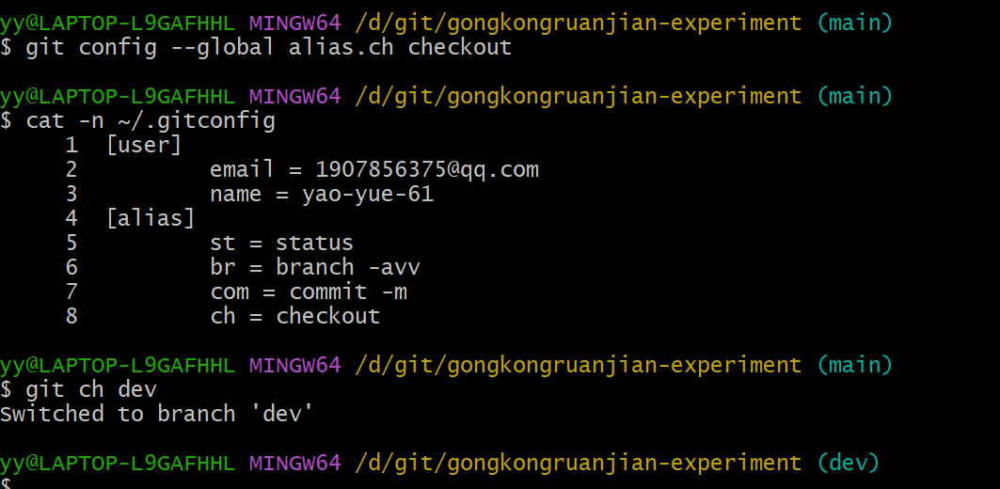 yy@LAPTOP-L9GAFHHL MINGW64 /d/git/gongkongruanjian-experiment (main)
$ git config --global alias.ch checkout
yy@LAPTOP-L9GAFHHL MINGW64 /d/git/gongkongruanjian-experiment (main)
$ cat -n ~/.gitconfig
1 [user]
2 email = 1907856375@qq.com
3 name = yao-yue-61
4 [alias]
5 st = status
6 br = branch -avv
7 com = commit -m
8 ch = checkout
yy@LAPTOP-L9GAFHHL MINGW64 /d/git/gongkongruanjian-experiment (main)
$ git ch dev
Switched to branch 'dev'
yy@LAPTOP-L9GAFHHL MINGW64 /d/git/gongkongruanjian-experiment (dev)
$